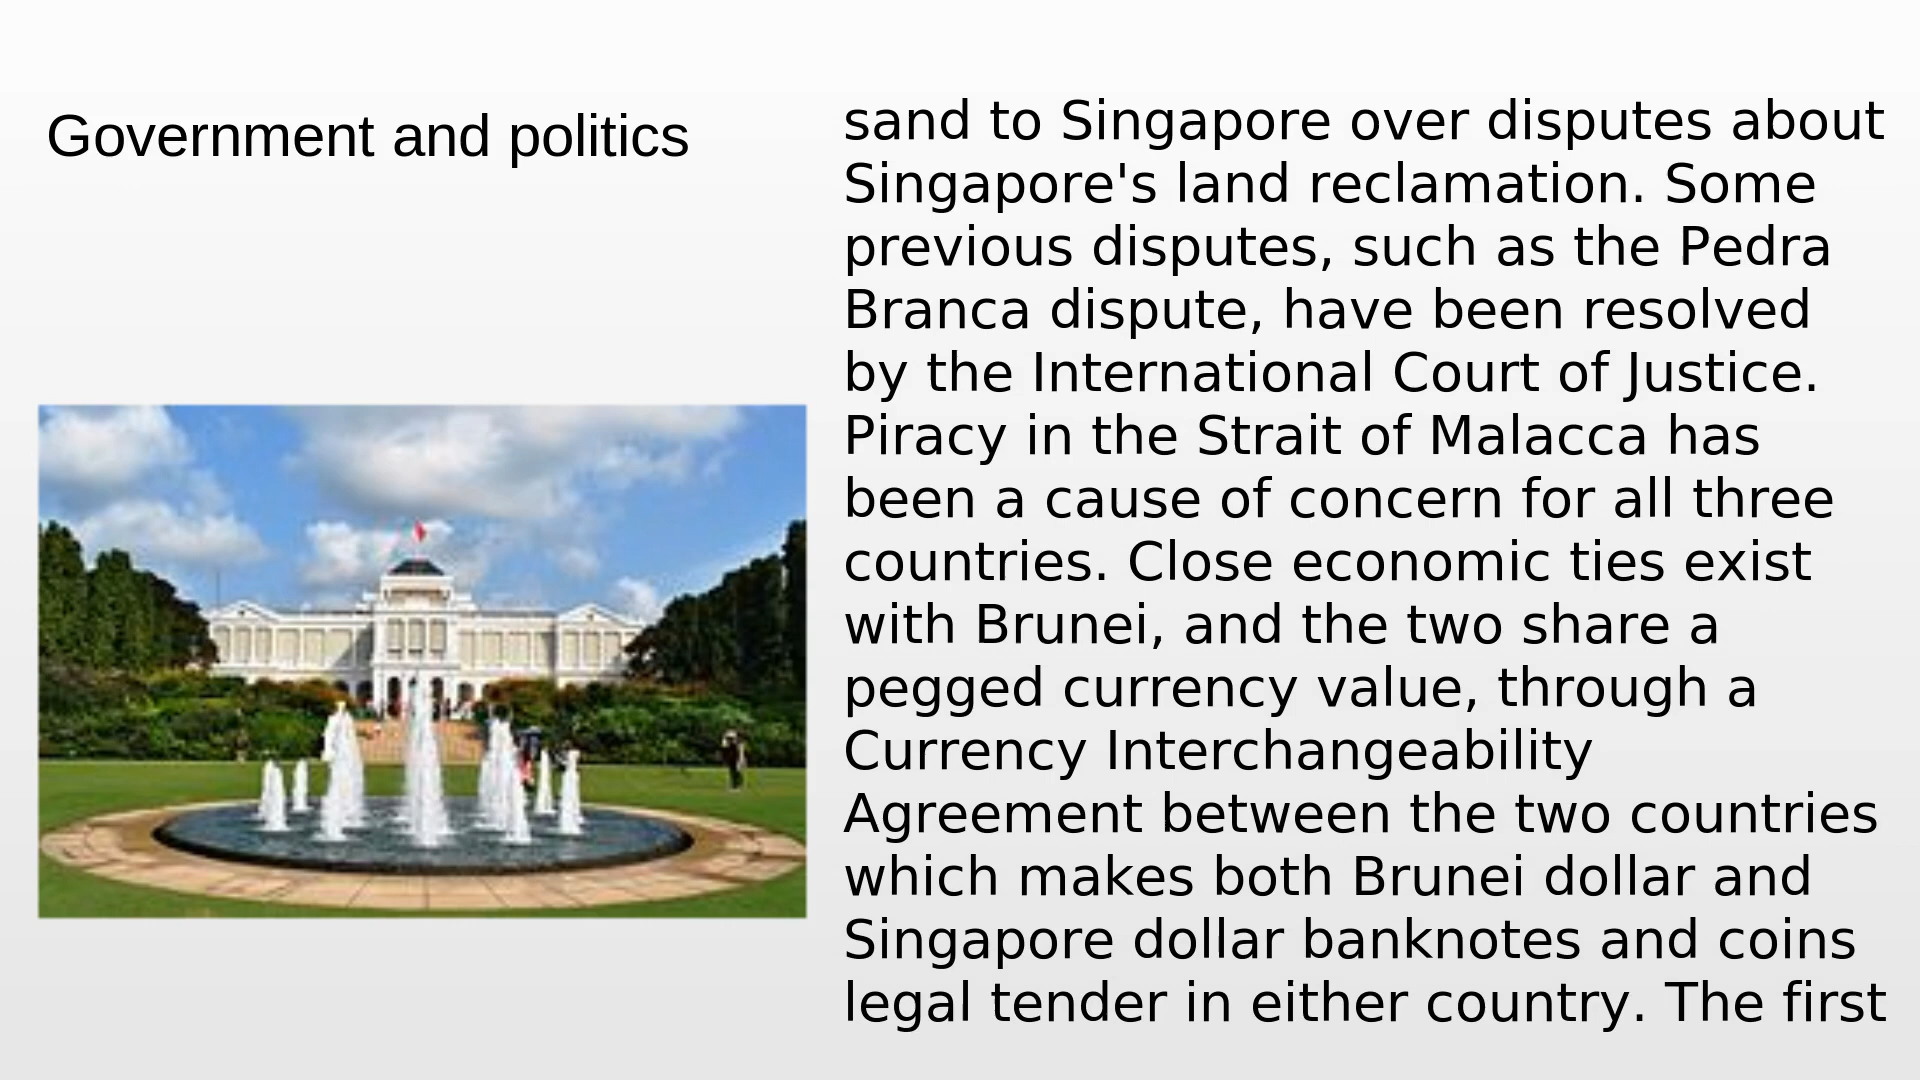 Government and politics
sand to Singapore over disputes about
Singapore's land reclamation. Some
previous disputes, such as the Pedra
Branca dispute, have been resolved
by the International Court of Justice.
Piracy in the Strait of Malacca has
been a cause of concern for all three
countries. Close economic ties exist
with Brunei, and the two share a
pegged currency value, through a
Currency Interchangeability
Agreement between the two countries
which makes both Brunei dollar and
Singapore dollar banknotes and coins
legal tender in either country. The first